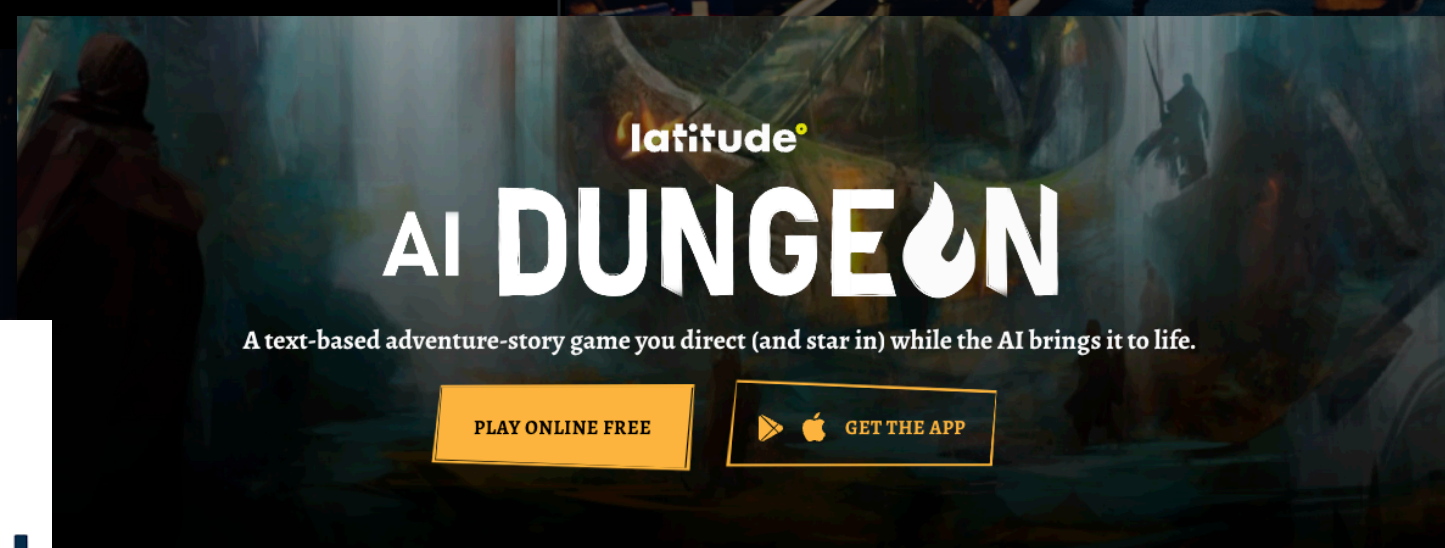 latitude
AI DUNGEON
A text-based adventure-story game you direct (and star in) while the AI brings it to life.
PLAY ONLINE FREE
GET THE APP